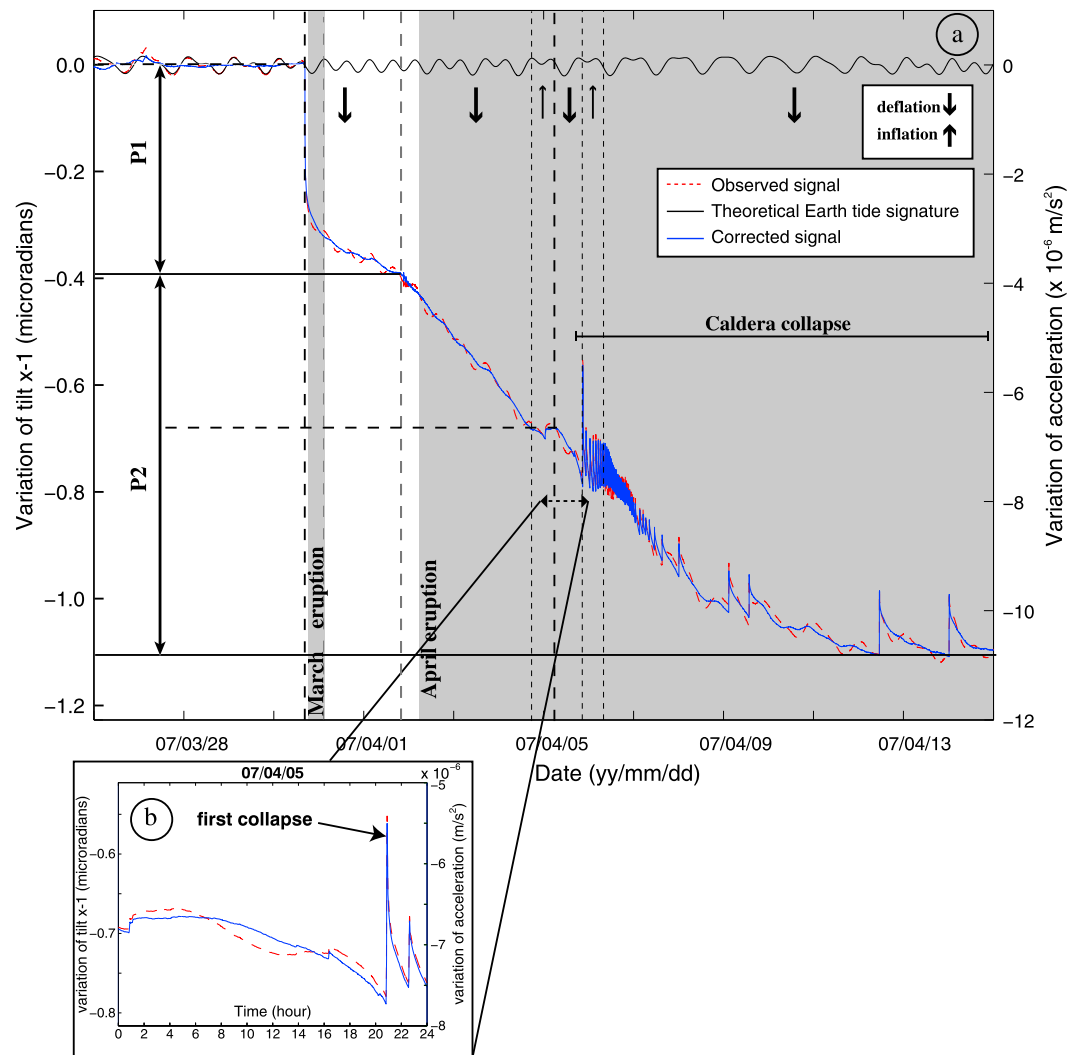 a
0.0
-0.2
-0.4
-0.6
-0.8
-1.0
-1.2
Variation of tilt x-1 (microradians)
0
-2
-4
-6
-8
-10
-12
Variation of acceleration (x 10⁻⁶ m/s²)
P1
P2
deflation
inflation
Observed signal
Theoretical Earth tide signature
Corrected signal
Caldera collapse
March eruption
April eruption
07/03/28
07/04/01
07/04/05
07/04/09
07/04/13
Date (yy/mm/dd)
07/04/05
x 10⁻⁶
b
first collapse
-0.6
-0.7
-0.8
variation of tilt x-1 (microradians)
-5
-6
-7
-8
variation of acceleration (m/s²)
Time (hour)
0 2 4 6 8 10 12 14 16 18 20 21 22 24